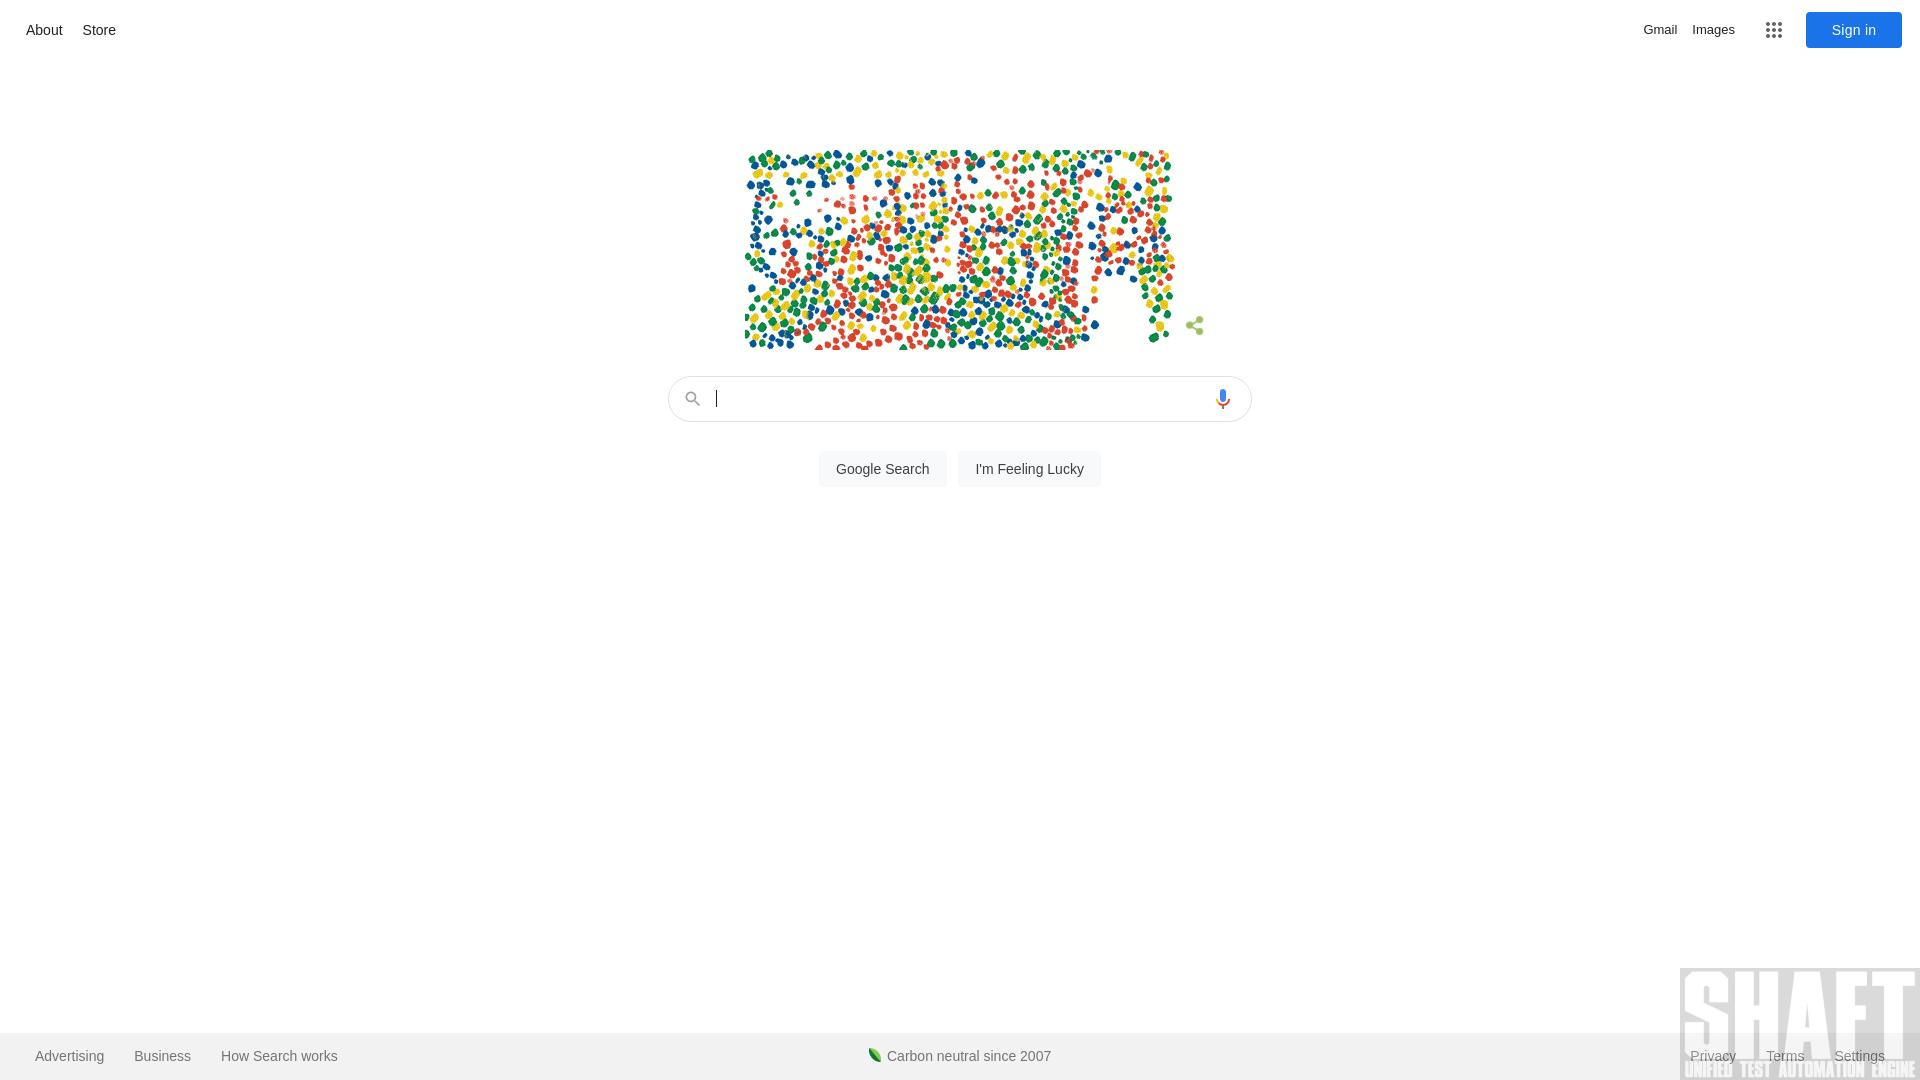 About Store
Gmail Images Sign in
Google Search I'm Feeling Lucky
SHAFT
UNIFIED TEST AUTOMATION ENGINE
Advertising Business How Search works Carbon neutral since 2007 Privacy Terms Settings